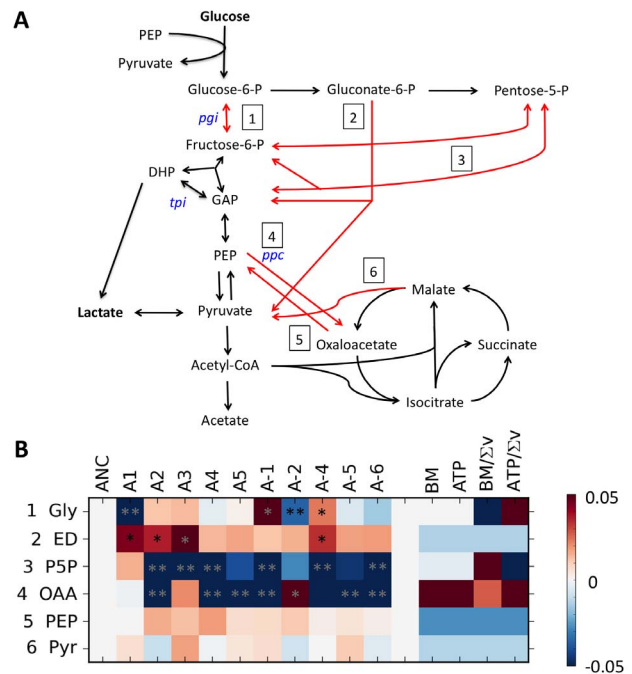 A
Glucose
PEP
Pyruvate
Glucose-6-P Gluconate-6-P Pentose-5-P
pgi 1 2
Fructose-6-P
3
DHP
tpi GAP
4
PEP ppc
6
Malate
Lactate Pyruvate
5 Oxaloacetate Succinate
Acetyl-CoA
Isocitrate
Acetate
B
ANC A1 A2 A3 A4 A5 A-1 A-2 A-4 A-5 A-6 BM ATP BM/Σv ATP/Σv
1 Gly ** * ** * 0.05
2 ED * * * *
3 P5P ** ** ** ** ** ** 0
4 OAA ** ** ** ** * ** **
5 PEP
6 Pyr -0.05